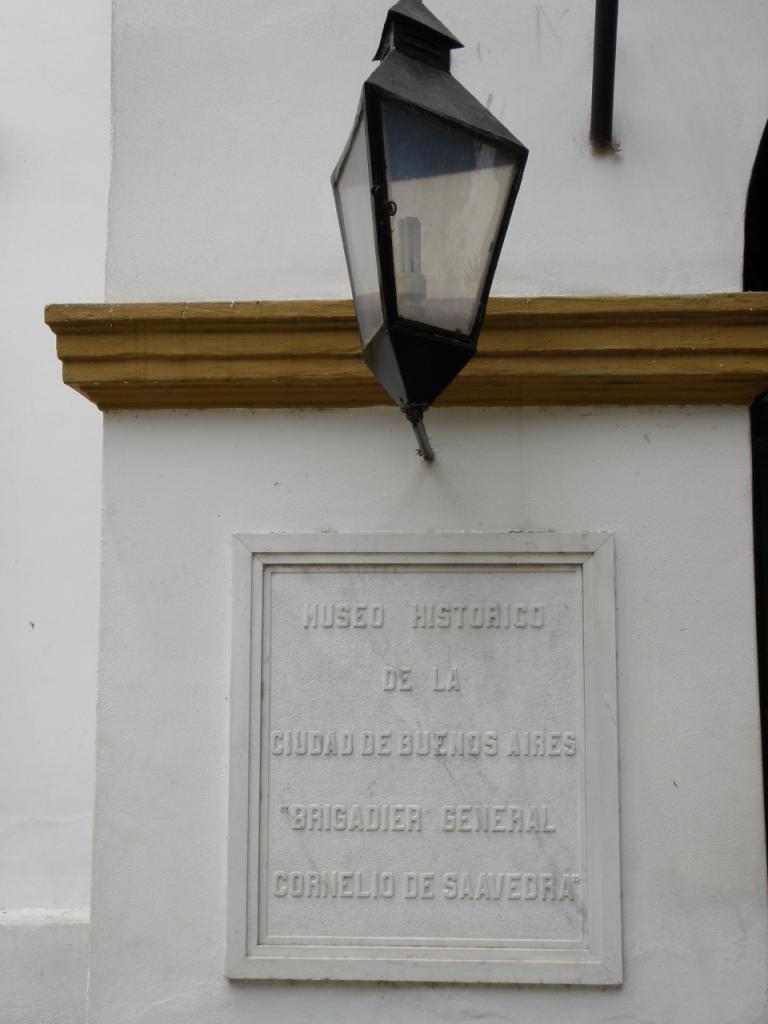 MUSEO HISTORICO
DE LA
CIUDAD DE BUENOS AIRES
"BRIGADIER GENERAL
CORNELIO DE SAAVEDRA"